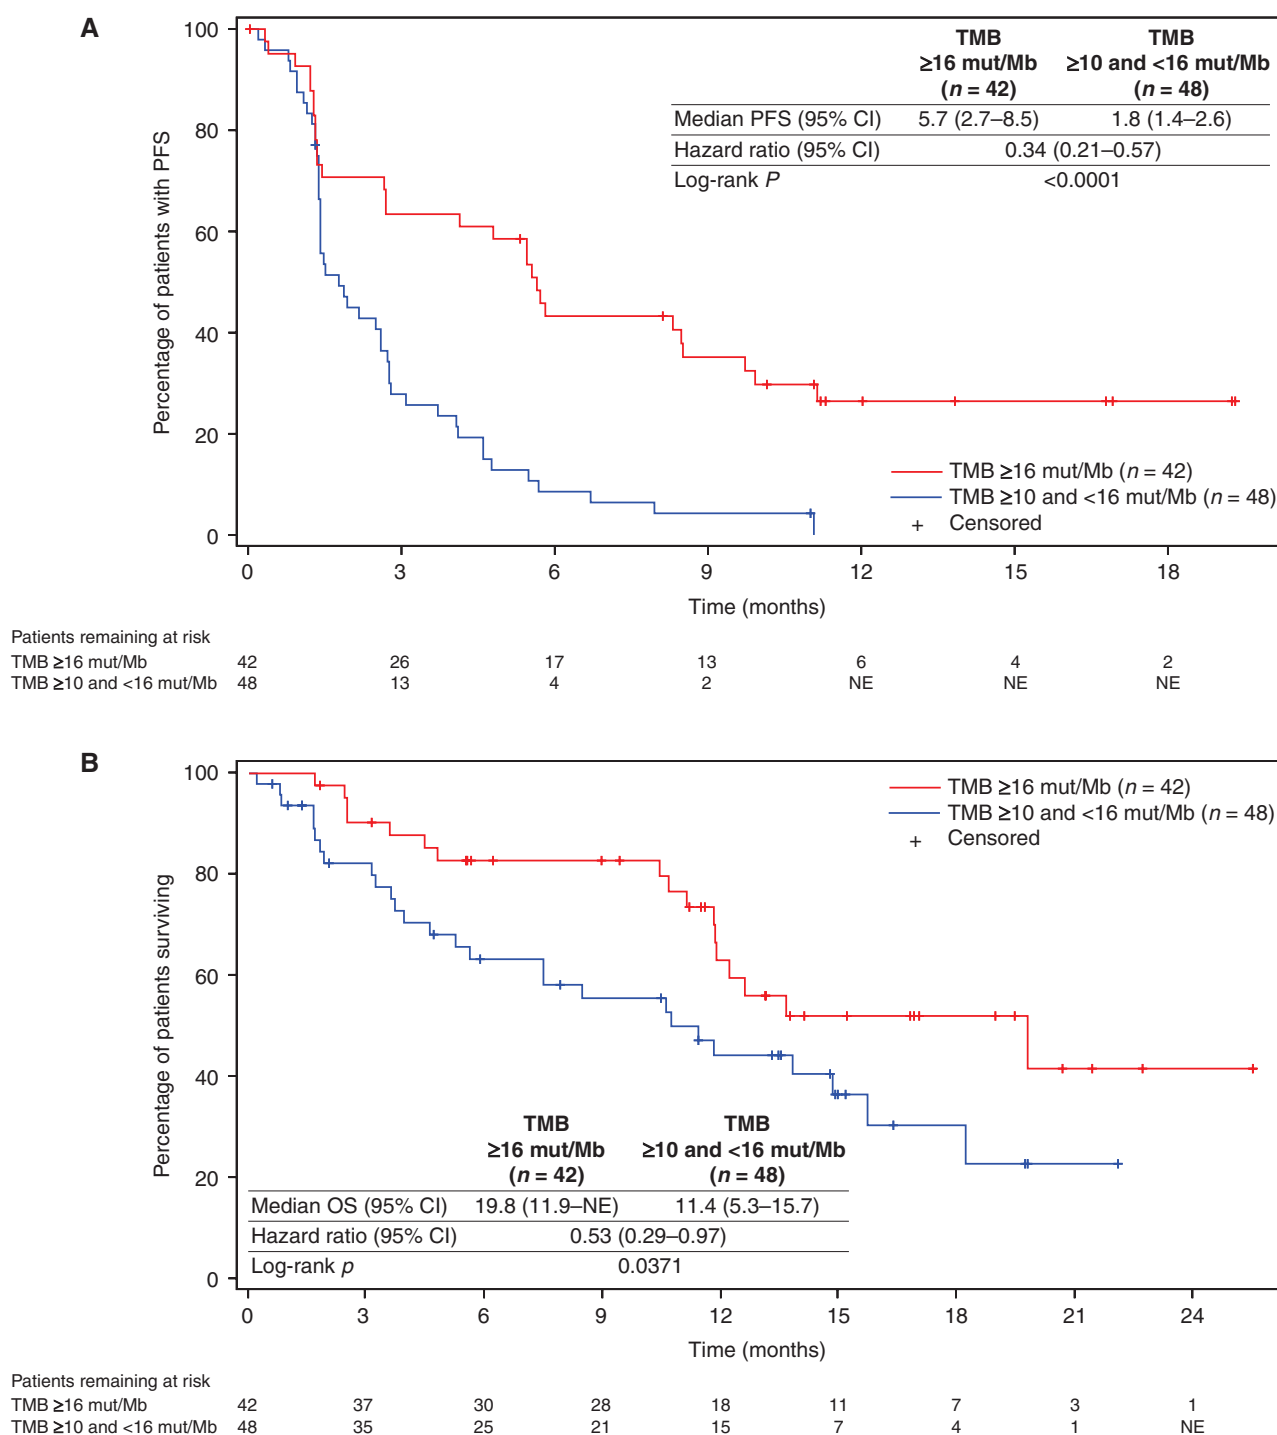 A
100
80
60
40
20
0
Percentage of patients with PFS
TMB TMB
≥16 mut/Mb ≥10 and <16 mut/Mb
(n = 42) (n = 48)
Median PFS (95% CI) 5.7 (2.7–8.5) 1.8 (1.4–2.6)
Hazard ratio (95% CI) 0.34 (0.21–0.57)
Log-rank P <0.0001
TMB ≥16 mut/Mb (n = 42)
TMB ≥10 and <16 mut/Mb (n = 48)
+ Censored
0 3 6 9 12 15 18
Time (months)
Patients remaining at risk
TMB ≥16 mut/Mb 42 26 17 13 6 4 2
TMB ≥10 and <16 mut/Mb 48 13 4 2 NE NE NE
B
100
80
60
40
20
0
Percentage of patients surviving
TMB ≥16 mut/Mb (n = 42)
TMB ≥10 and <16 mut/Mb (n = 48)
+ Censored
TMB TMB
≥16 mut/Mb ≥10 and <16 mut/Mb
(n = 42) (n = 48)
Median OS (95% CI) 19.8 (11.9–NE) 11.4 (5.3–15.7)
Hazard ratio (95% CI) 0.53 (0.29–0.97)
Log-rank p 0.0371
0 3 6 9 12 15 18 21 24
Time (months)
Patients remaining at risk
TMB ≥16 mut/Mb 42 37 30 28 18 11 7 3 1
TMB ≥10 and <16 mut/Mb 48 35 25 21 15 7 4 1 NE